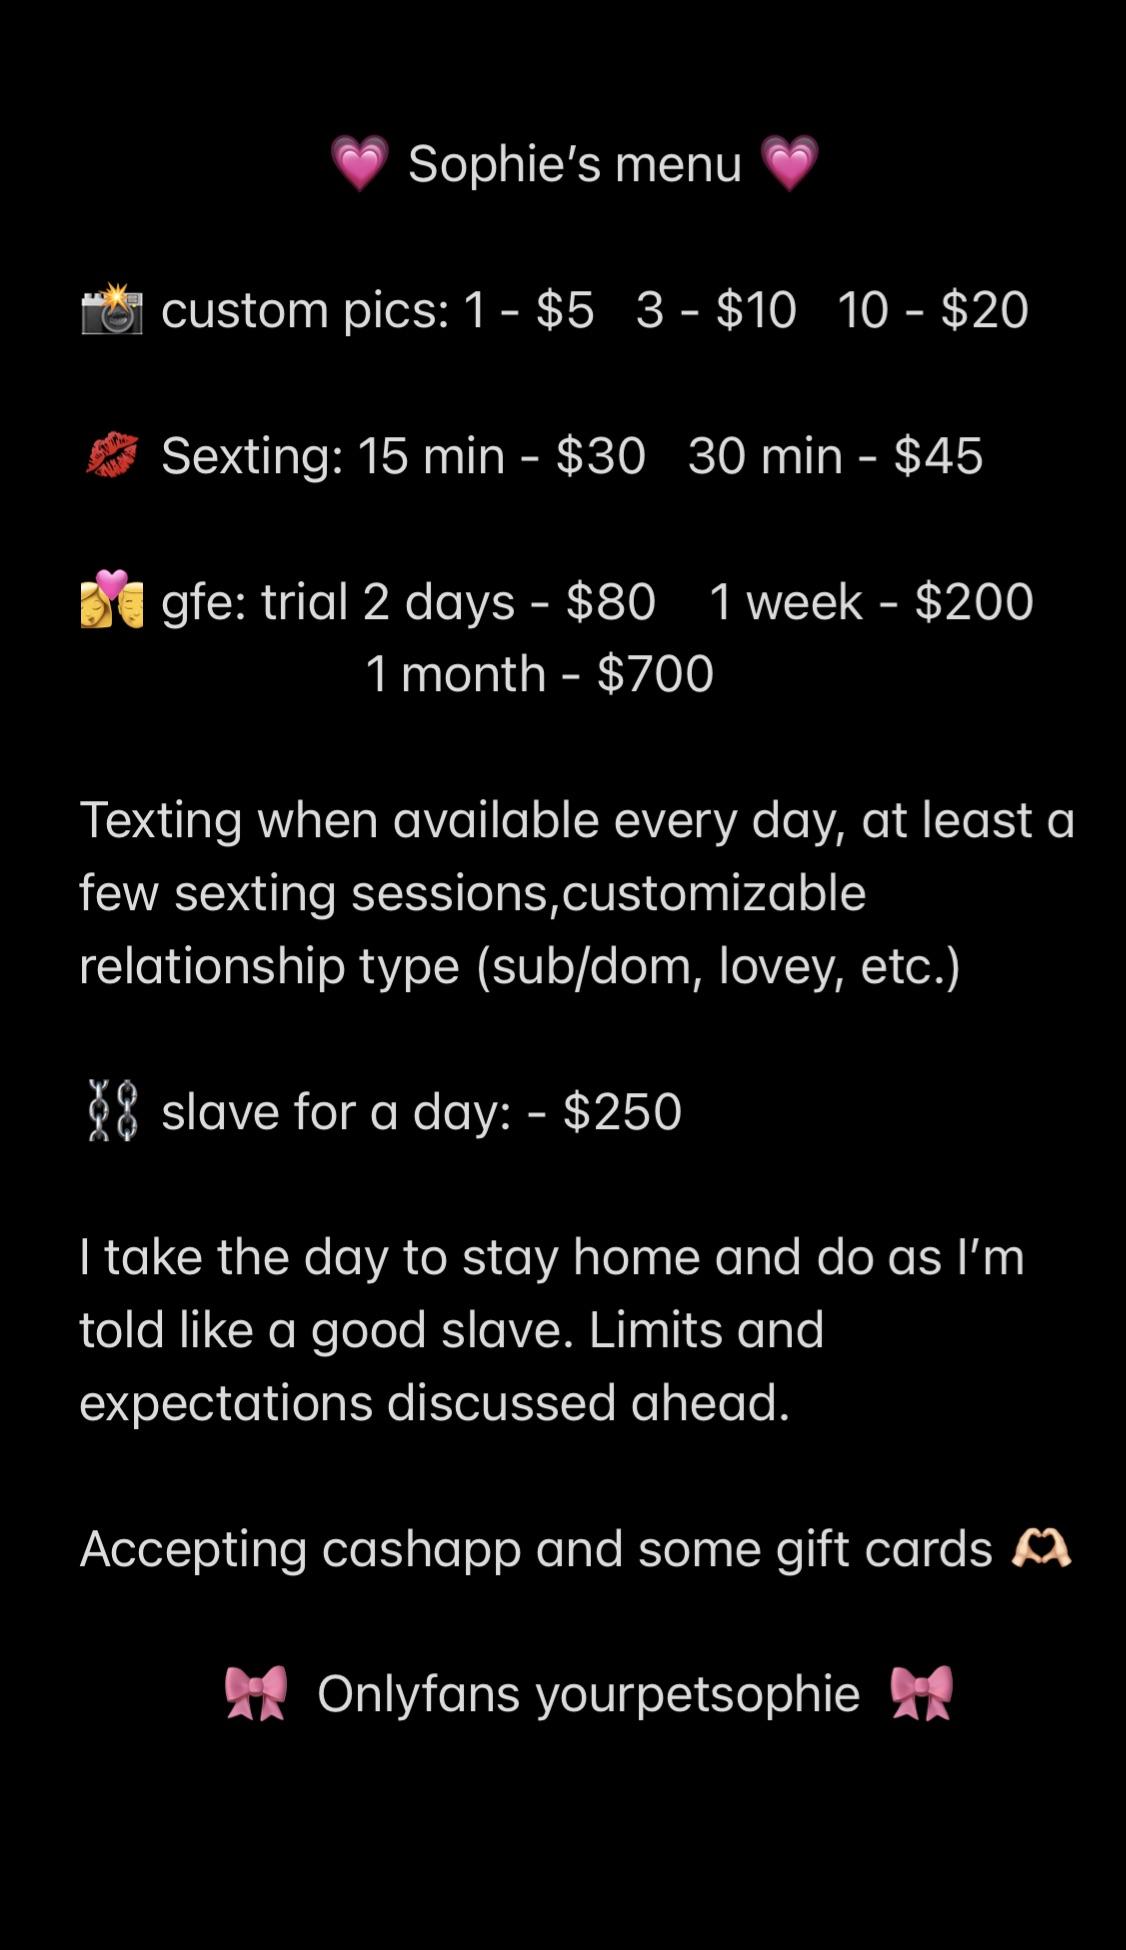 💗 Sophie’s menu 💗
📸 custom pics: 1 - $5 3 - $10 10 - $20
💋 Sexting: 15 min - $30 30 min - $45
👩‍❤️‍💋‍👨 gfe: trial 2 days - $80 1 week - $200
1 month - $700
Texting when available every day, at least a
few sexting sessions,customizable
relationship type (sub/dom, lovey, etc.)
⛓️ slave for a day: - $250
I take the day to stay home and do as I’m
told like a good slave. Limits and
expectations discussed ahead.
Accepting cashapp and some gift cards 🫶🏻
🎀 Onlyfans yourpetsophie 🎀